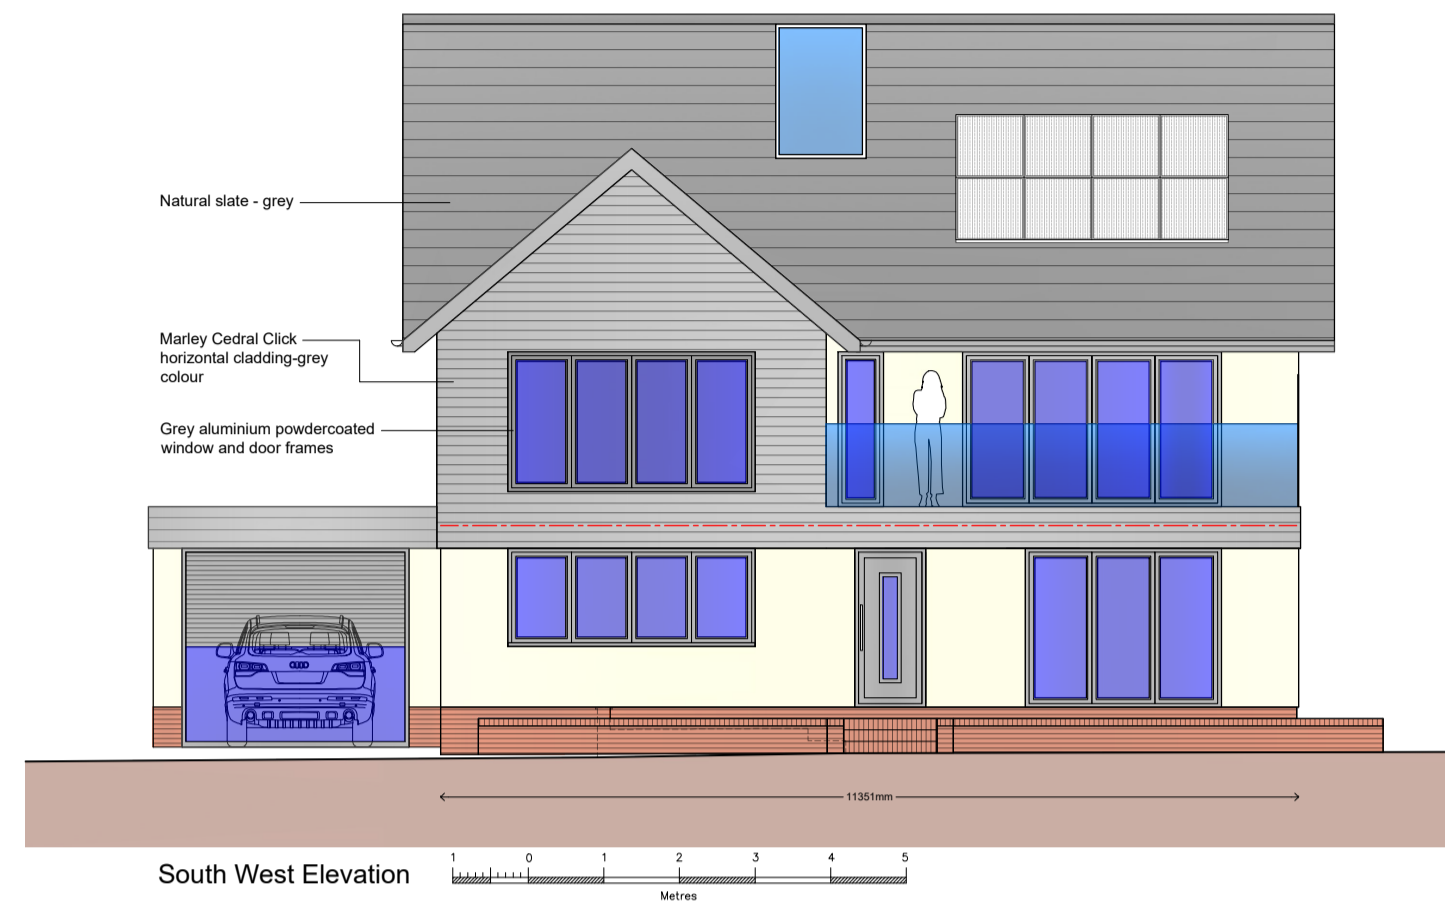 Natural slate - grey
Marley Cedral Click
horizontal cladding-grey
colour
Grey aluminium powdercoated
window and door frames
11351mm
South West Elevation
1 0 1 2 3 4 5
Metres